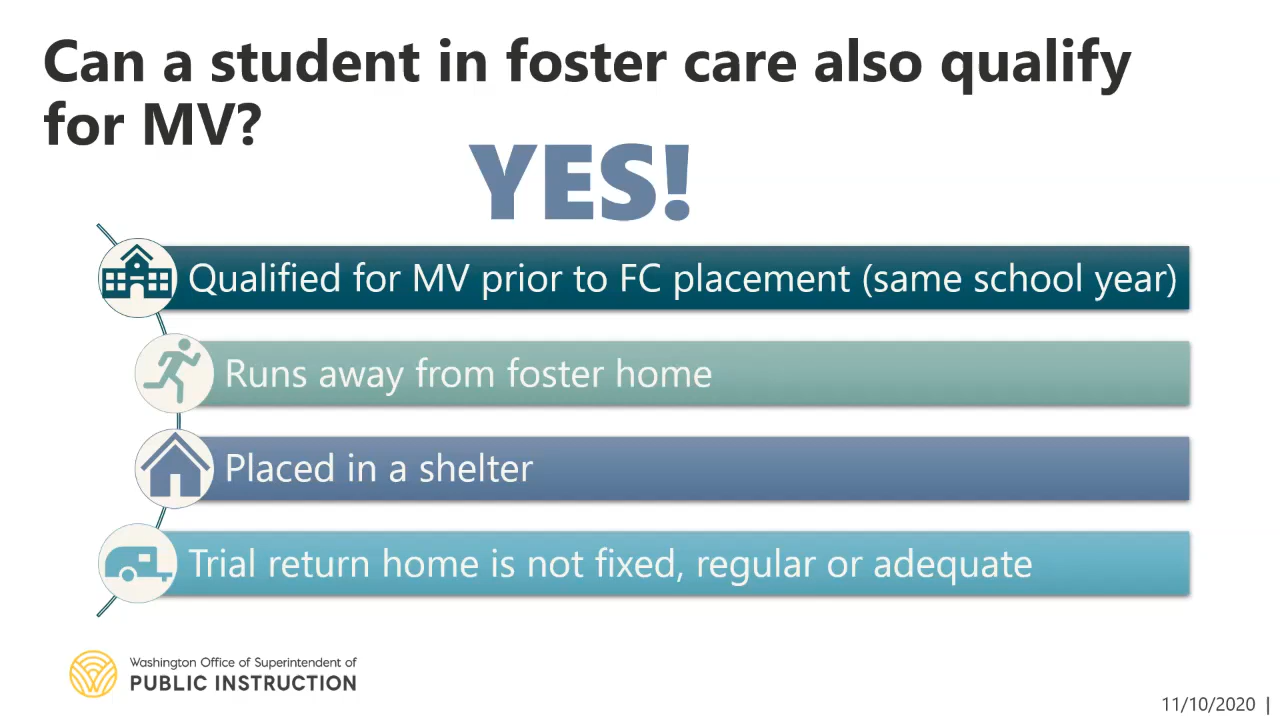 Can a student in foster care also qualify
for MV?
YES!
Qualified for MV prior to FC placement (same school year)
Runs away from foster home
Placed in a shelter
Trial return home is not fixed, regular or adequate
Washington Office of Superintendent of
PUBLIC INSTRUCTION
11/10/2020 |